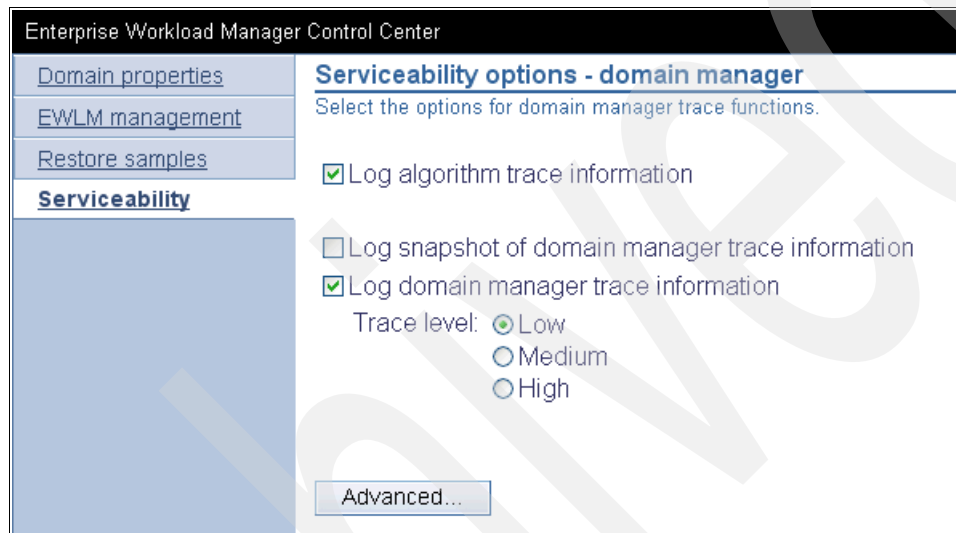 Enterprise Workload Manager Control Center
Domain properties
EWLM management
Restore samples
Serviceability
Serviceability options - domain manager
Select the options for domain manager trace functions.
Log algorithm trace information
Log snapshot of domain manager trace information
Log domain manager trace information
Trace level: Low
Medium
High
Advanced...